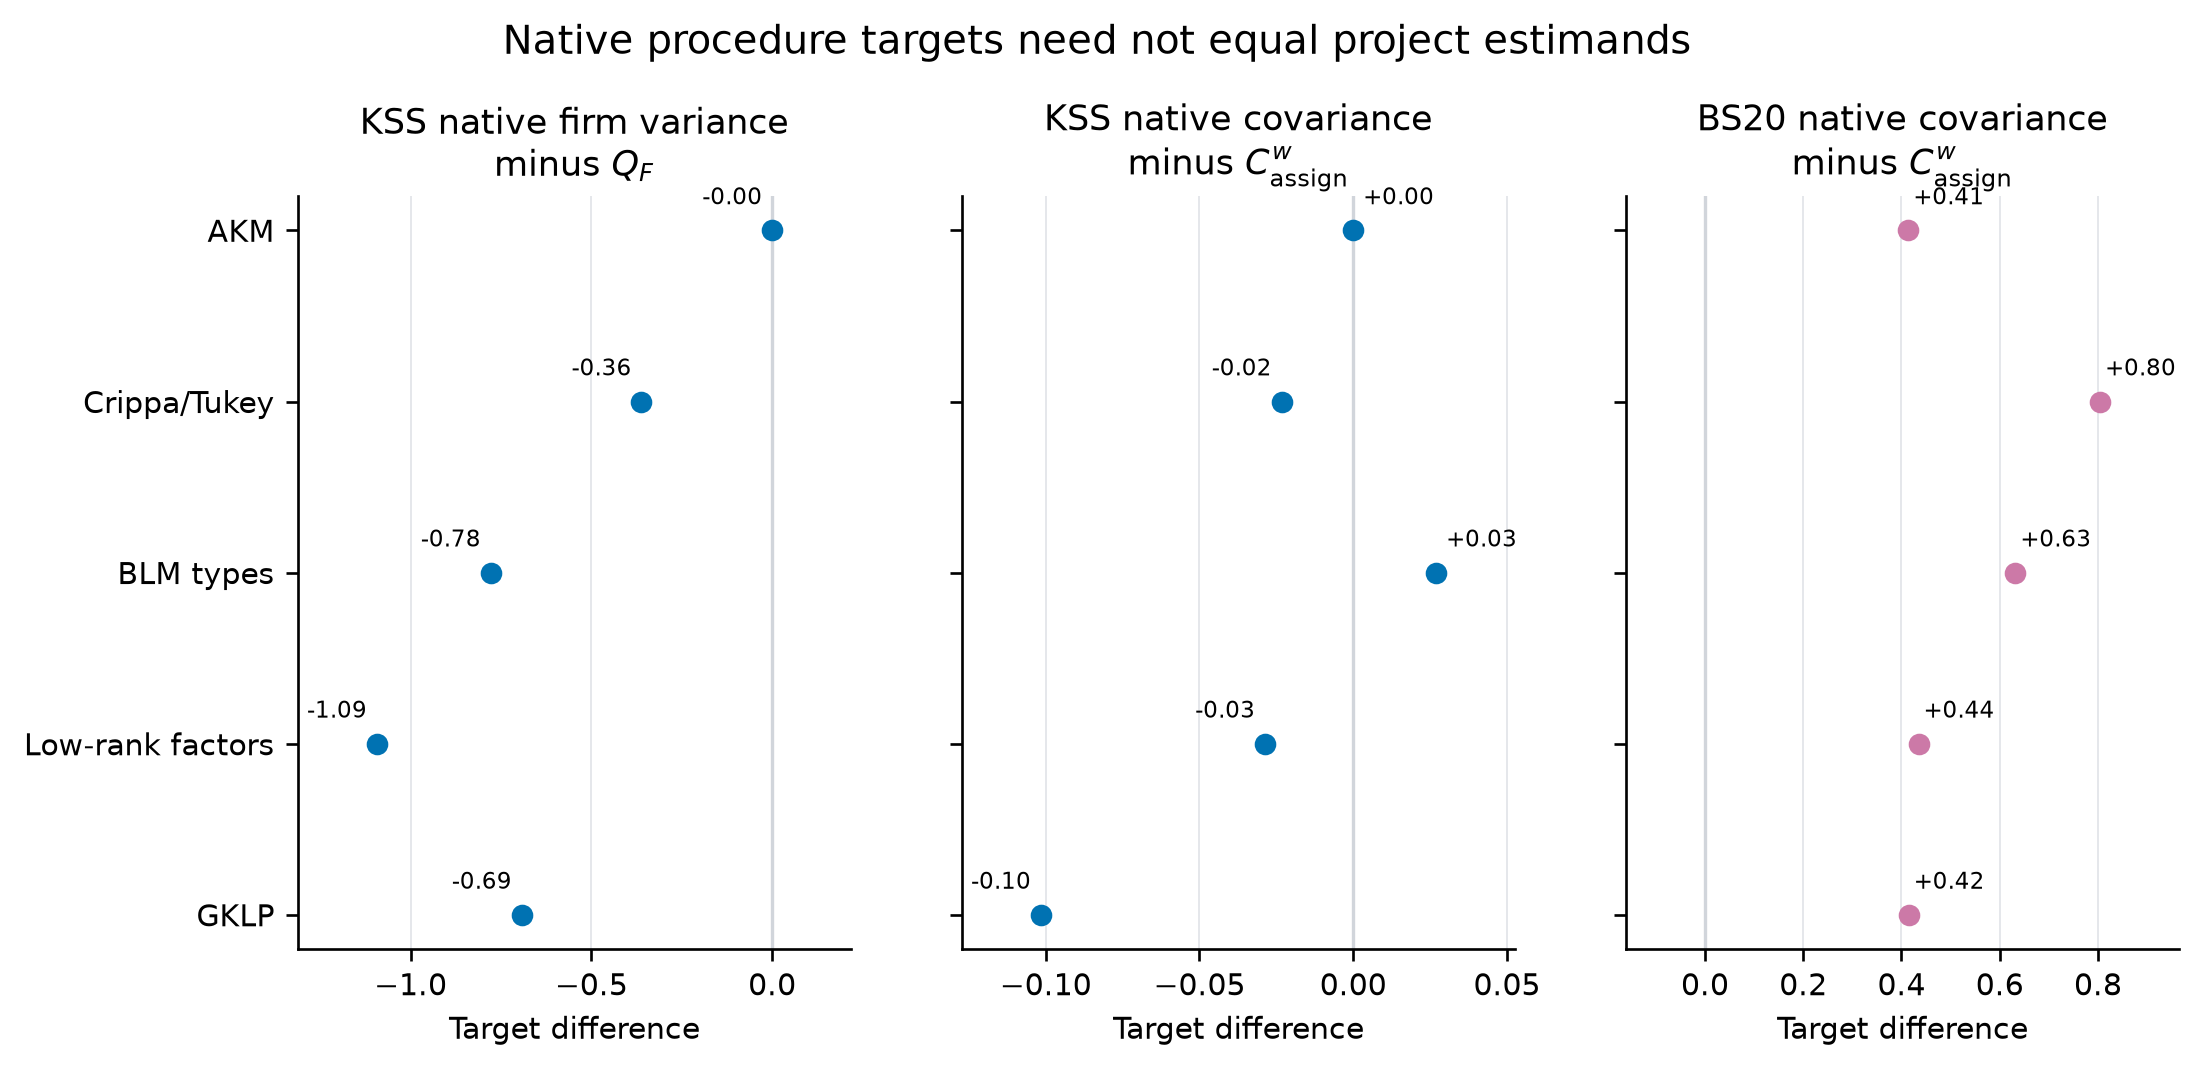 Native procedure targets need not equal project estimands
KSS native firm variance
minus Q_F
KSS native covariance
minus C^w_assign
BS20 native covariance
minus C^w_assign
AKM
Crippa/Tukey
BLM types
Low-rank factors
GKLP
-0.00
-0.36
-0.78
-1.09
-0.69
−1.0 −0.5 0.0
Target difference
+0.00
-0.02
+0.03
-0.03
-0.10
−0.10 −0.05 0.00 0.05
Target difference
+0.41
+0.80
+0.63
+0.44
+0.42
0.0 0.2 0.4 0.6 0.8
Target difference